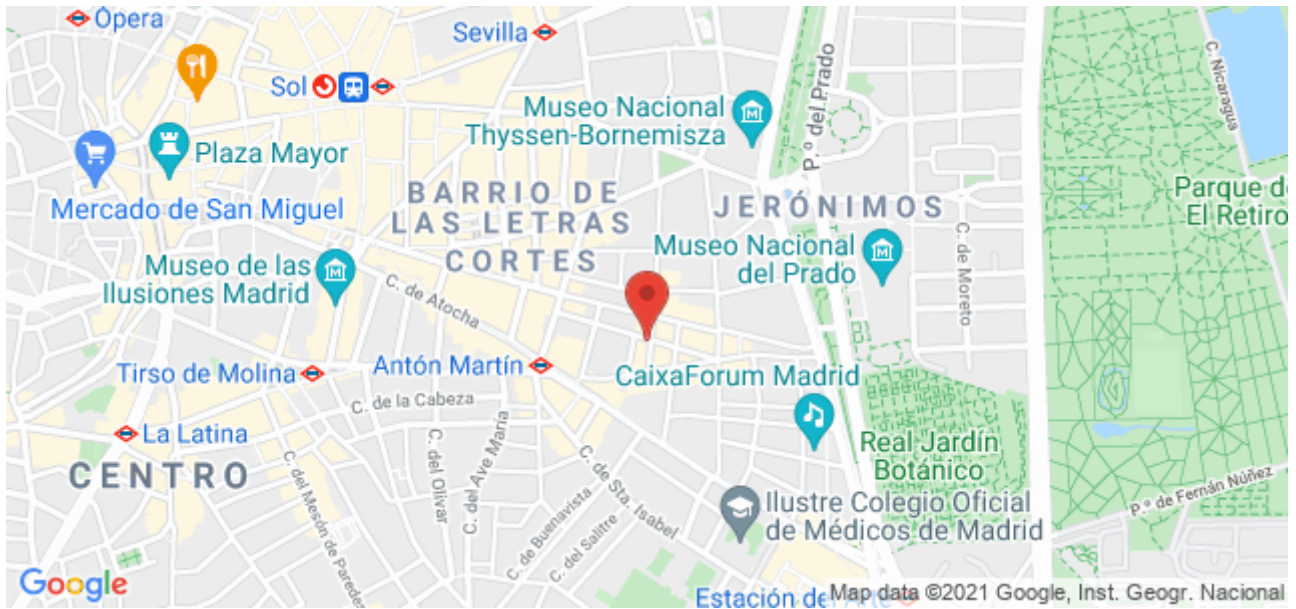 Ópera
Sevilla
Sol
Museo Nacional
Thyssen-Bornemisza
P.º del Prado
C. Nicaragua
Plaza Mayor
Mercado de San Miguel
BARRIO DE
LAS LETRAS
CORTES
JERÓNIMOS
Parque d
El Retiro
Museo de las
Ilusiones Madrid
Museo Nacional
del Prado
C. de Moreto
C. de Atocha
Antón Martín
Tirso de Molina
CaixaForum Madrid
C. de la Cabeza
La Latina
CENTRO
C. del Olivar
C. del Ave María
C. del Mesón de Paredes
C. de Sta. Isabel
C. de Buenavista
C. del Salitre
Real Jardín
Botánico
Ilustre Colegio Oficial
de Médicos de Madrid
P.º de Fernán Núñez
Google
Estación de
Map data ©2021 Google, Inst. Geogr. Nacional